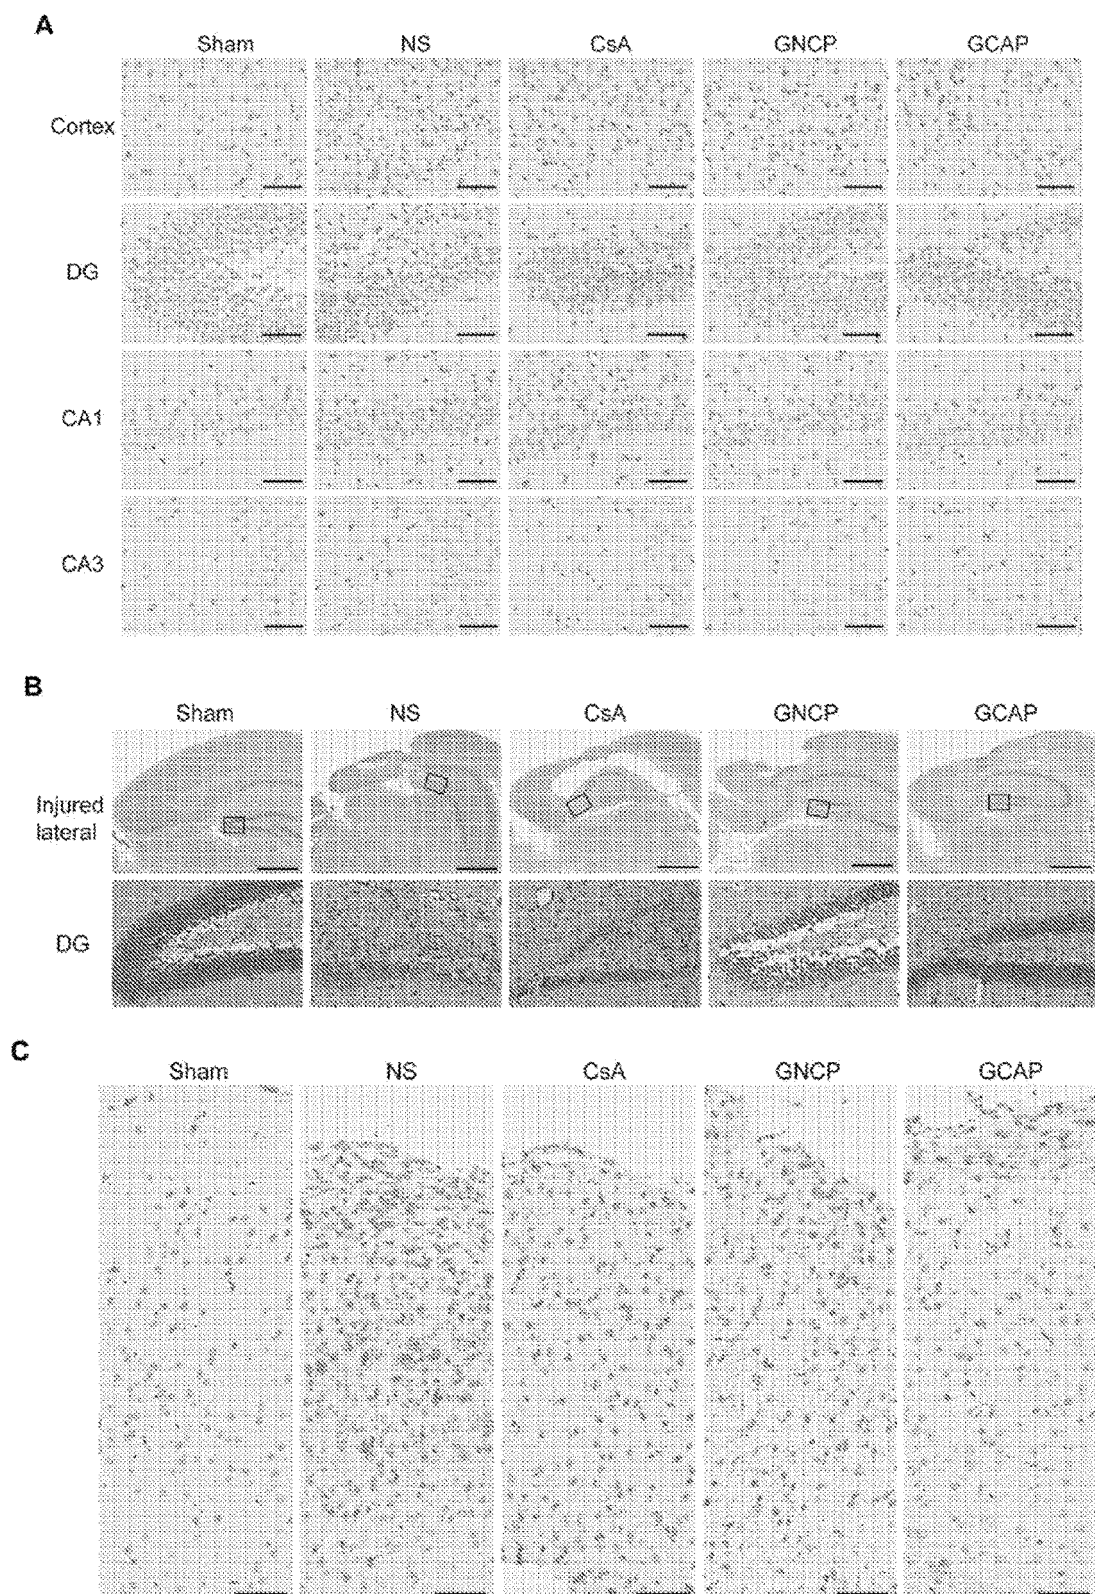 A
Sham NS CsA GNCP GCAP
Cortex
DG
CA1
CA3
B
Sham NS CsA GNCP GCAP
Injured
lateral
DG
C
Sham NS CsA GNCP GCAP